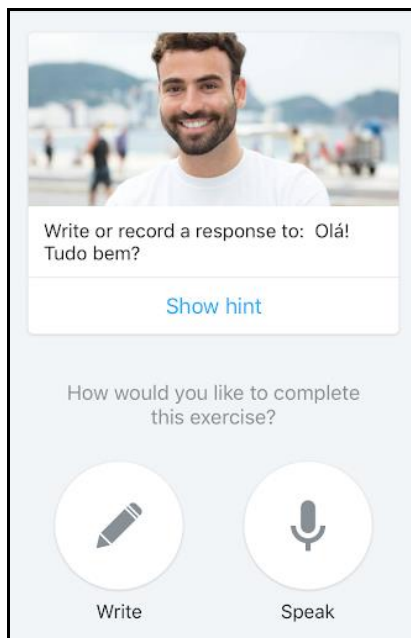 Write or record a response to:  Olá!
Tudo bem?
Show hint
How would you like to complete
this exercise?
Write
Speak